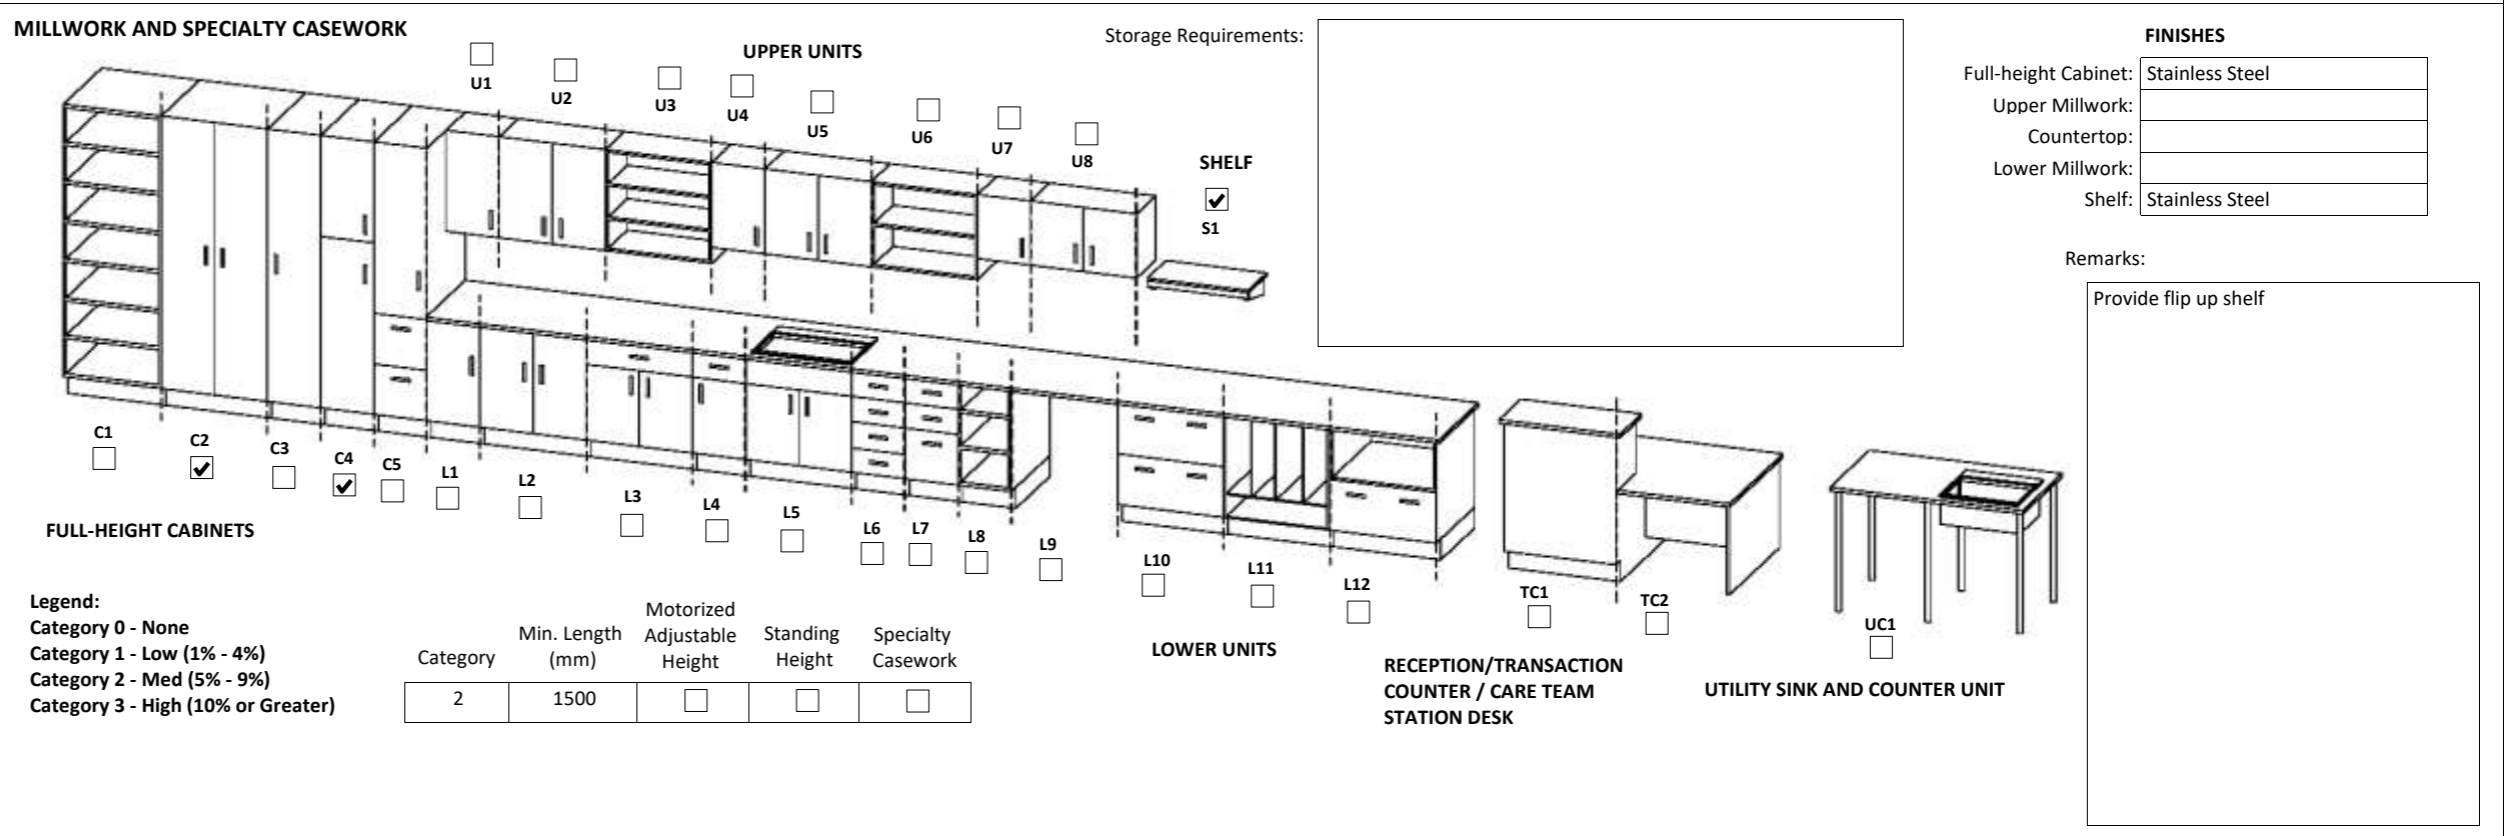 MILLWORK AND SPECIALTY CASEWORK
UPPER UNITS
U1
U2
U3
U4
U5
U6
U7
U8
SHELF
S1
Storage Requirements:
FINISHES
Full-height Cabinet: Stainless Steel
Upper Millwork:
Countertop:
Lower Millwork:
Shelf: Stainless Steel
Remarks:
Provide flip up shelf
C1
C2
C3
C4
C5
L1
L2
L3
L4
L5
L6
L7
L8
L9
L10
L11
L12
TC1
TC2
UC1
FULL-HEIGHT CABINETS
LOWER UNITS
RECEPTION/TRANSACTION
COUNTER / CARE TEAM
STATION DESK
UTILITY SINK AND COUNTER UNIT
Legend:
Category 0 - None
Category 1 - Low (1% - 4%)
Category 2 - Med (5% - 9%)
Category 3 - High (10% or Greater)
Category
Min. Length
(mm)
Motorized
Adjustable
Height
Standing
Height
Specialty
Casework
2
1500